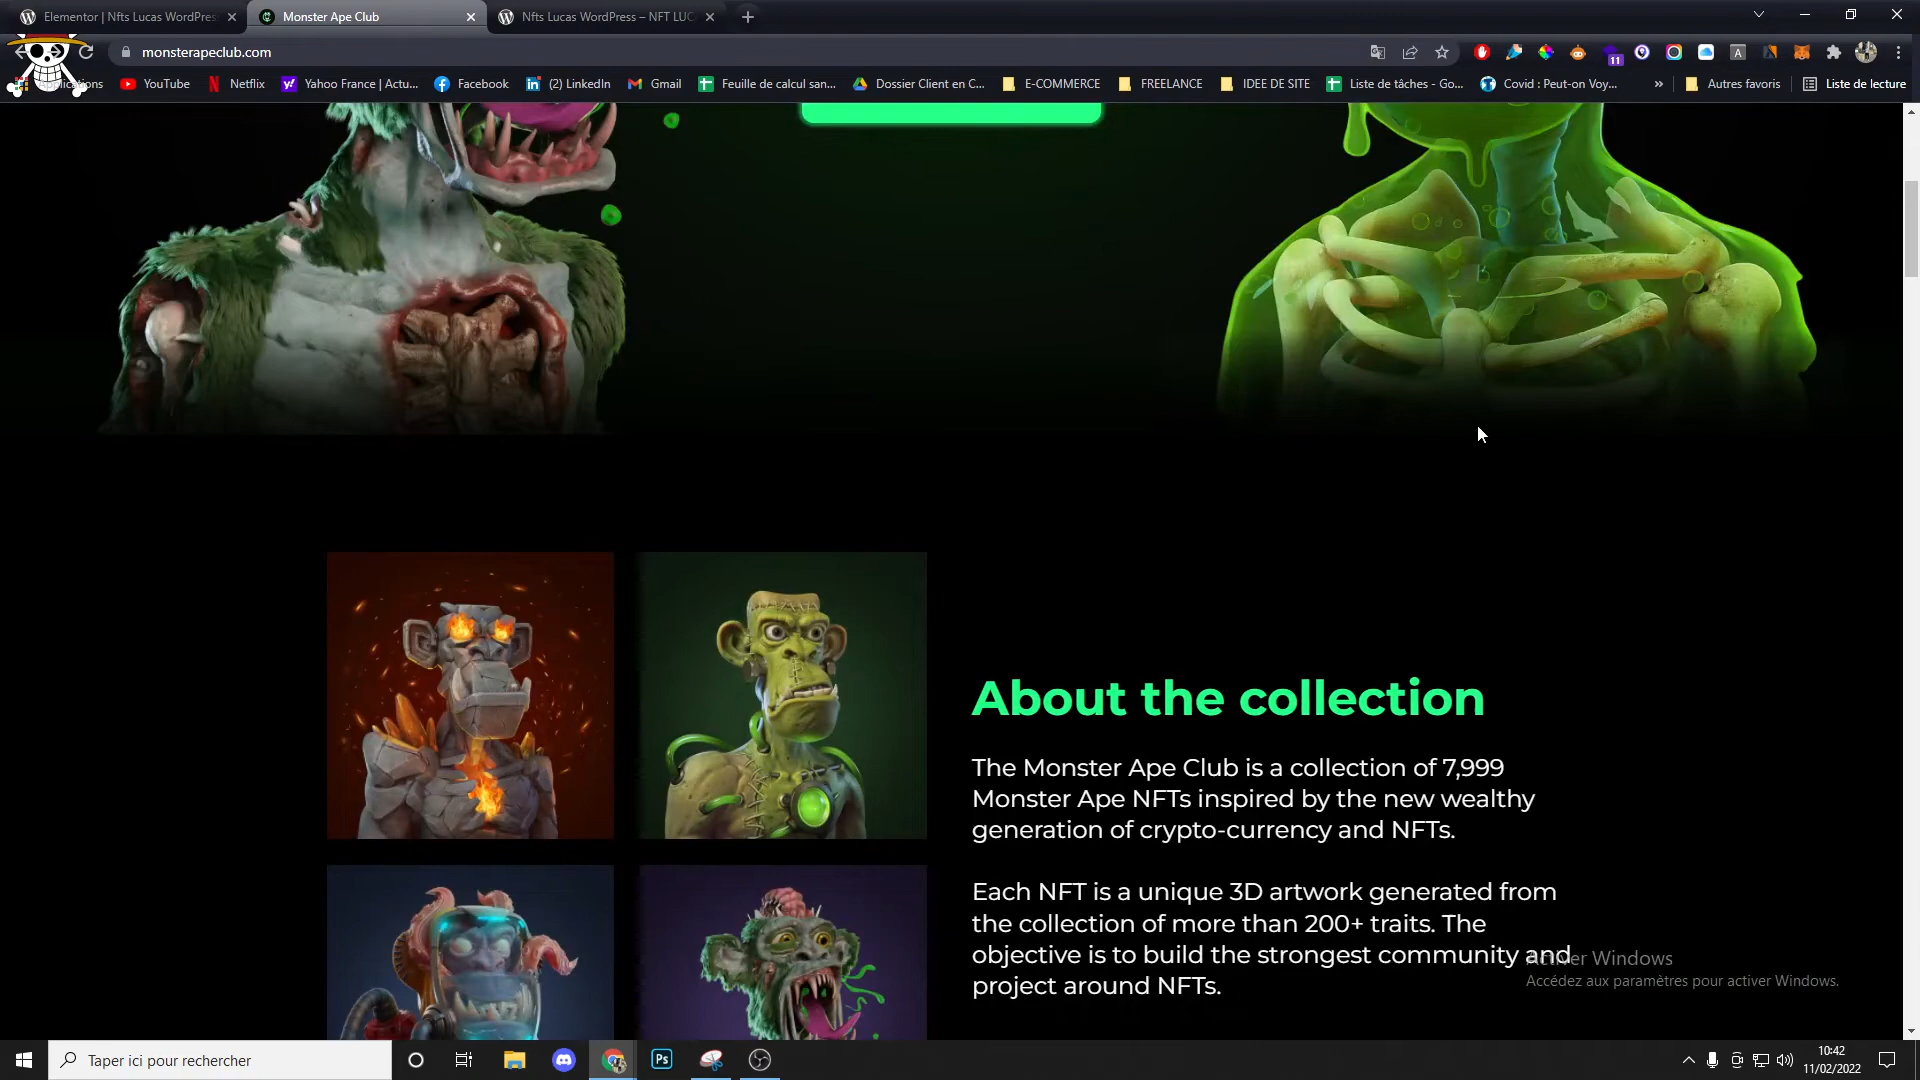 Elementor | Nfts Lucas WordPress
Monster Ape Club
Nfts Lucas WordPress – NFT LUC
monsterapeclub.com
11
Applications
YouTube
Netflix
Yahoo France | Actu...
Facebook
(2) LinkedIn
Gmail
Feuille de calcul san...
Dossier Client en C...
E-COMMERCE
FREELANCE
IDEE DE SITE
Liste de tâches - Go...
Covid : Peut-on Voy...
»
Autres favoris
Liste de lecture
About the collection
The Monster Ape Club is a collection of 7,999
Monster Ape NFTs inspired by the new wealthy
generation of crypto-currency and NFTs.
Each NFT is a unique 3D artwork generated from
the collection of more than 200+ traits. The
objective is to build the strongest community and
project around NFTs.
Activer Windows
Accédez aux paramètres pour activer Windows.
Taper ici pour rechercher
Ps
10:42
11/02/2022